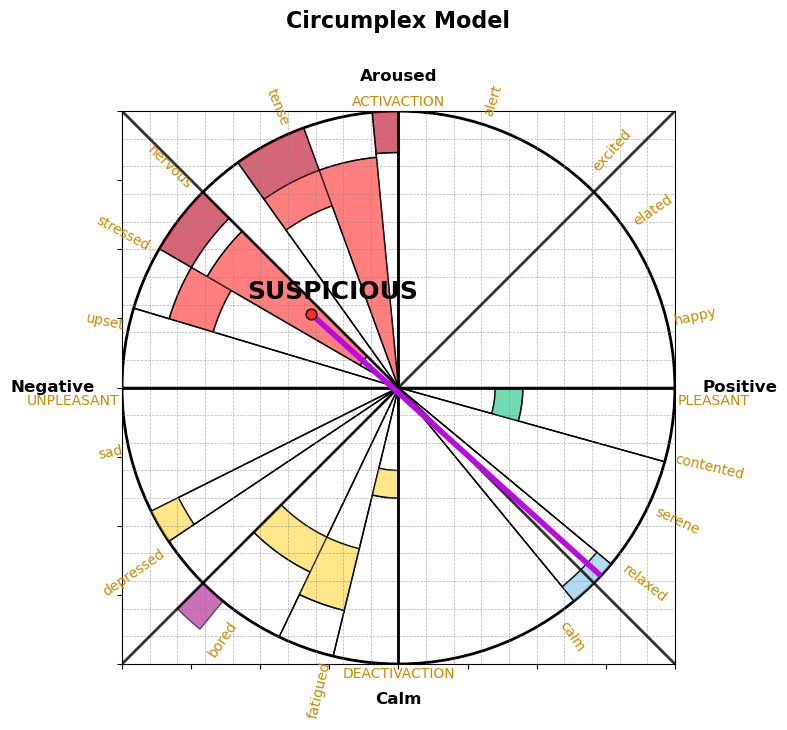 Circumplex Model
Aroused
ACTIVACTION
alert
tense
excited
nervous
elated
stressed
SUSPICIOUS
happy
upset
Negative
Positive
UNPLEASANT
PLEASANT
sad
contented
serene
depressed
relaxed
bored
calm
fatigued
DEACTIVACTION
Calm